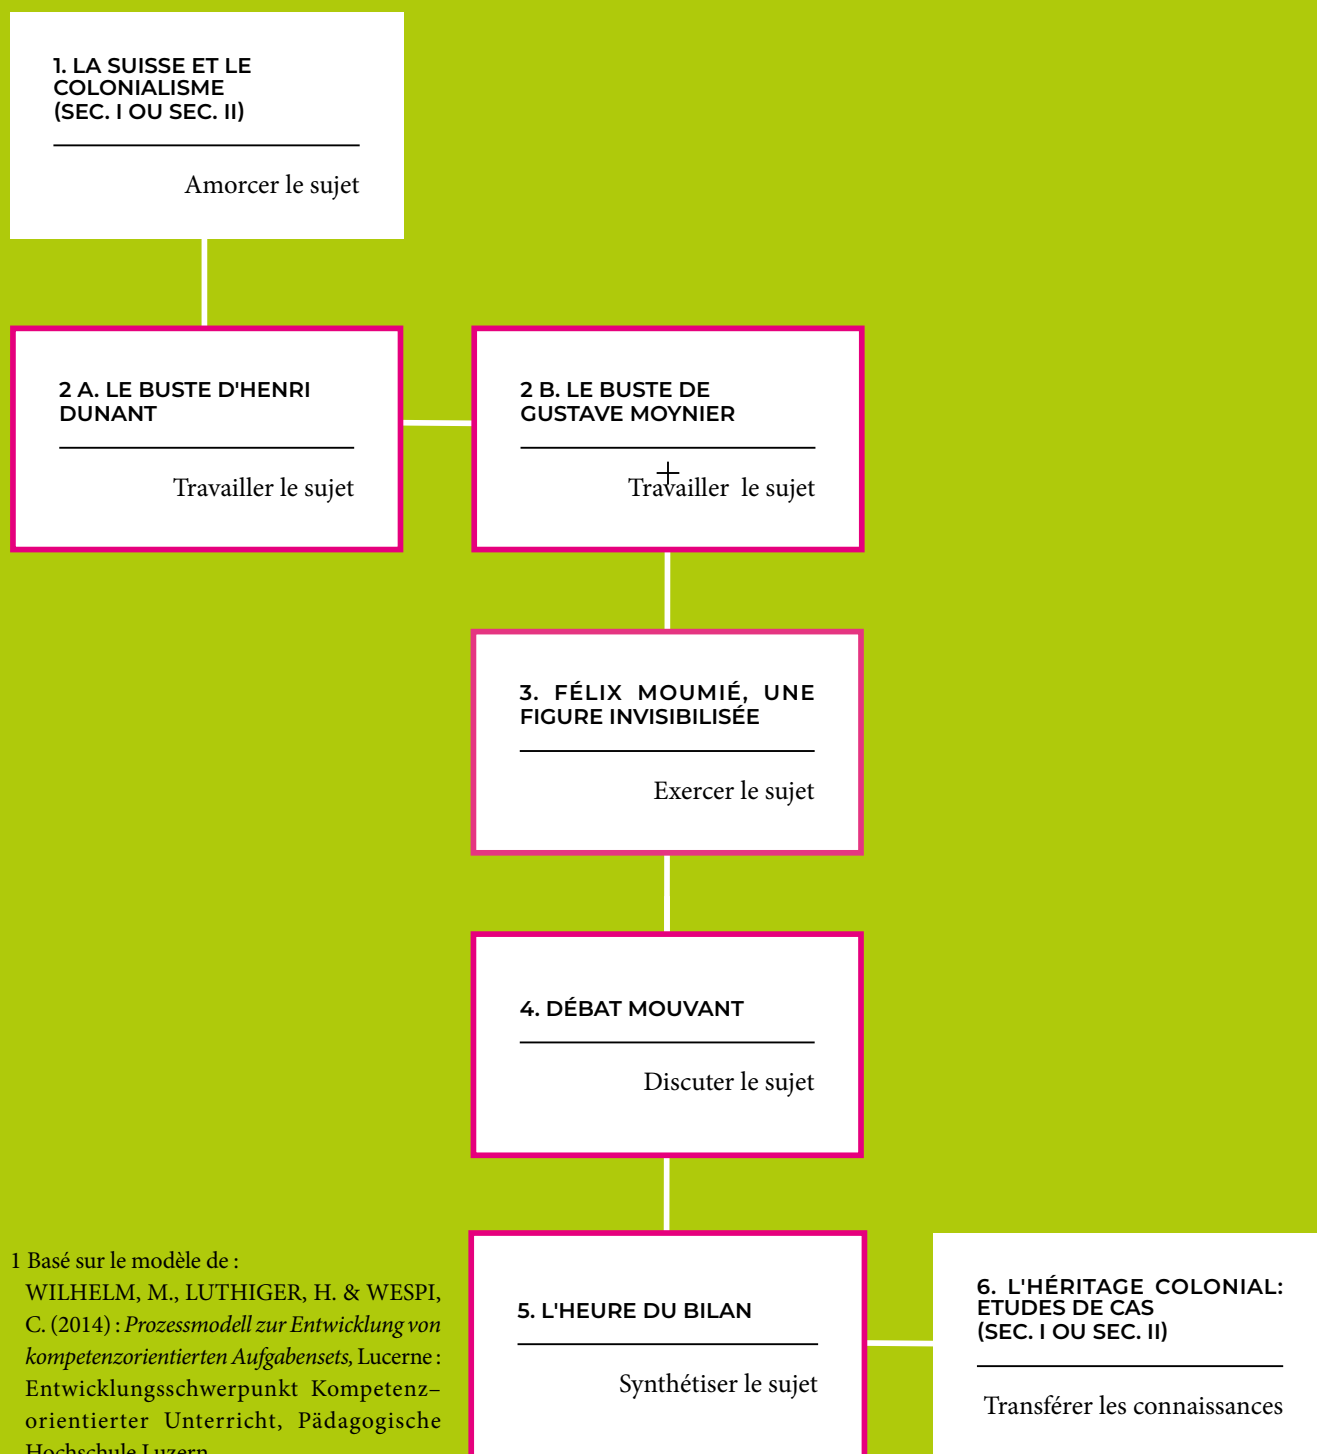 1. LA SUISSE ET LE
COLONIALISME
(SEC. I OU SEC. II)
Amorcer le sujet
2 A. LE BUSTE D'HENRI
DUNANT
Travailler le sujet
2 B. LE BUSTE DE
GUSTAVE MOYNIER
Travailler le sujet
3. FÉLIX MOUMIÉ, UNE
FIGURE INVISIBILISÉE
Exercer le sujet
4. DÉBAT MOUVANT
Discuter le sujet
5. L'HEURE DU BILAN
Synthétiser le sujet
6. L'HÉRITAGE COLONIAL:
ETUDES DE CAS
(SEC. I OU SEC. II)
Transférer les connaissances
1 Basé sur le modèle de :
WILHELM, M., LUTHIGER, H. & WESPI,
C. (2014) : Prozessmodell zur Entwicklung von
kompetenzorientierten Aufgabensets, Lucerne :
Entwicklungsschwerpunkt Kompetenz–
orientierter Unterricht, Pädagogische
Hochschule Luzern